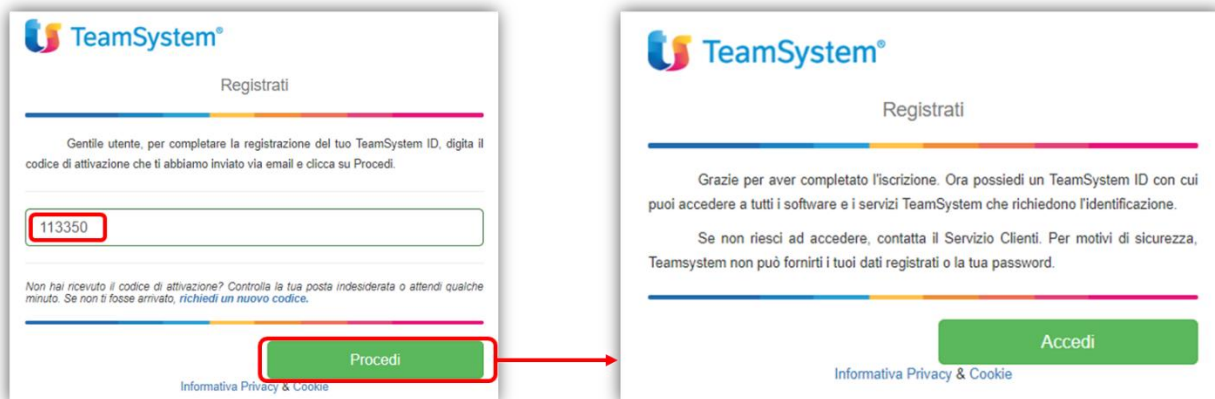 TeamSystem®
Registrati
Gentile utente, per completare la registrazione del tuo TeamSystem ID, digita il
codice di attivazione che ti abbiamo inviato via email e clicca su Procedi.
113350
Non hai ricevuto il codice di attivazione? Controlla la tua posta indesiderata o attendi qualche
minuto. Se non ti fosse arrivato, richiedi un nuovo codice.
Procedi
Informativa Privacy & Cookie
TeamSystem®
Registrati
Grazie per aver completato l'iscrizione. Ora possiedi un TeamSystem ID con cui
puoi accedere a tutti i software e i servizi TeamSystem che richiedono l'identificazione.
Se non riesci ad accedere, contatta il Servizio Clienti. Per motivi di sicurezza,
Teamsystem non può fornirti i tuoi dati registrati o la tua password.
Accedi
Informativa Privacy & Cookie